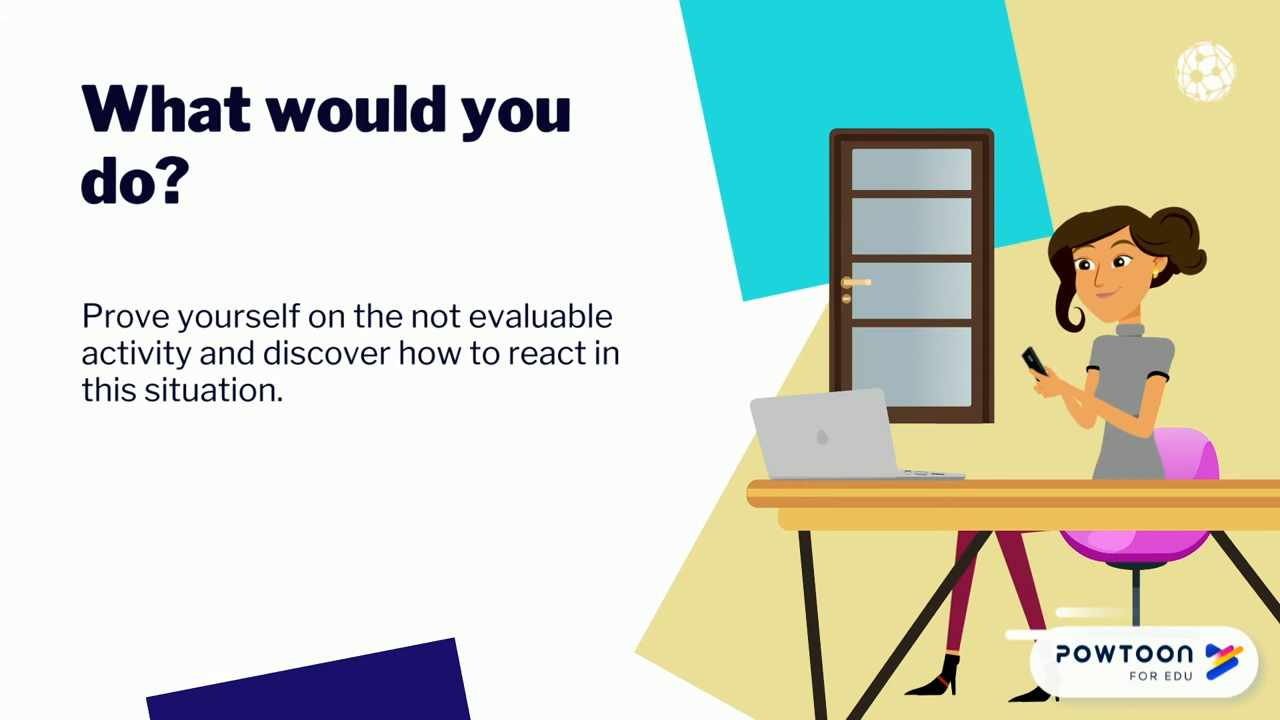 What would you
do?
Prove yourself on the not evaluable
activity and discover how to react in
this situation.
POWTOON
FOR EDU